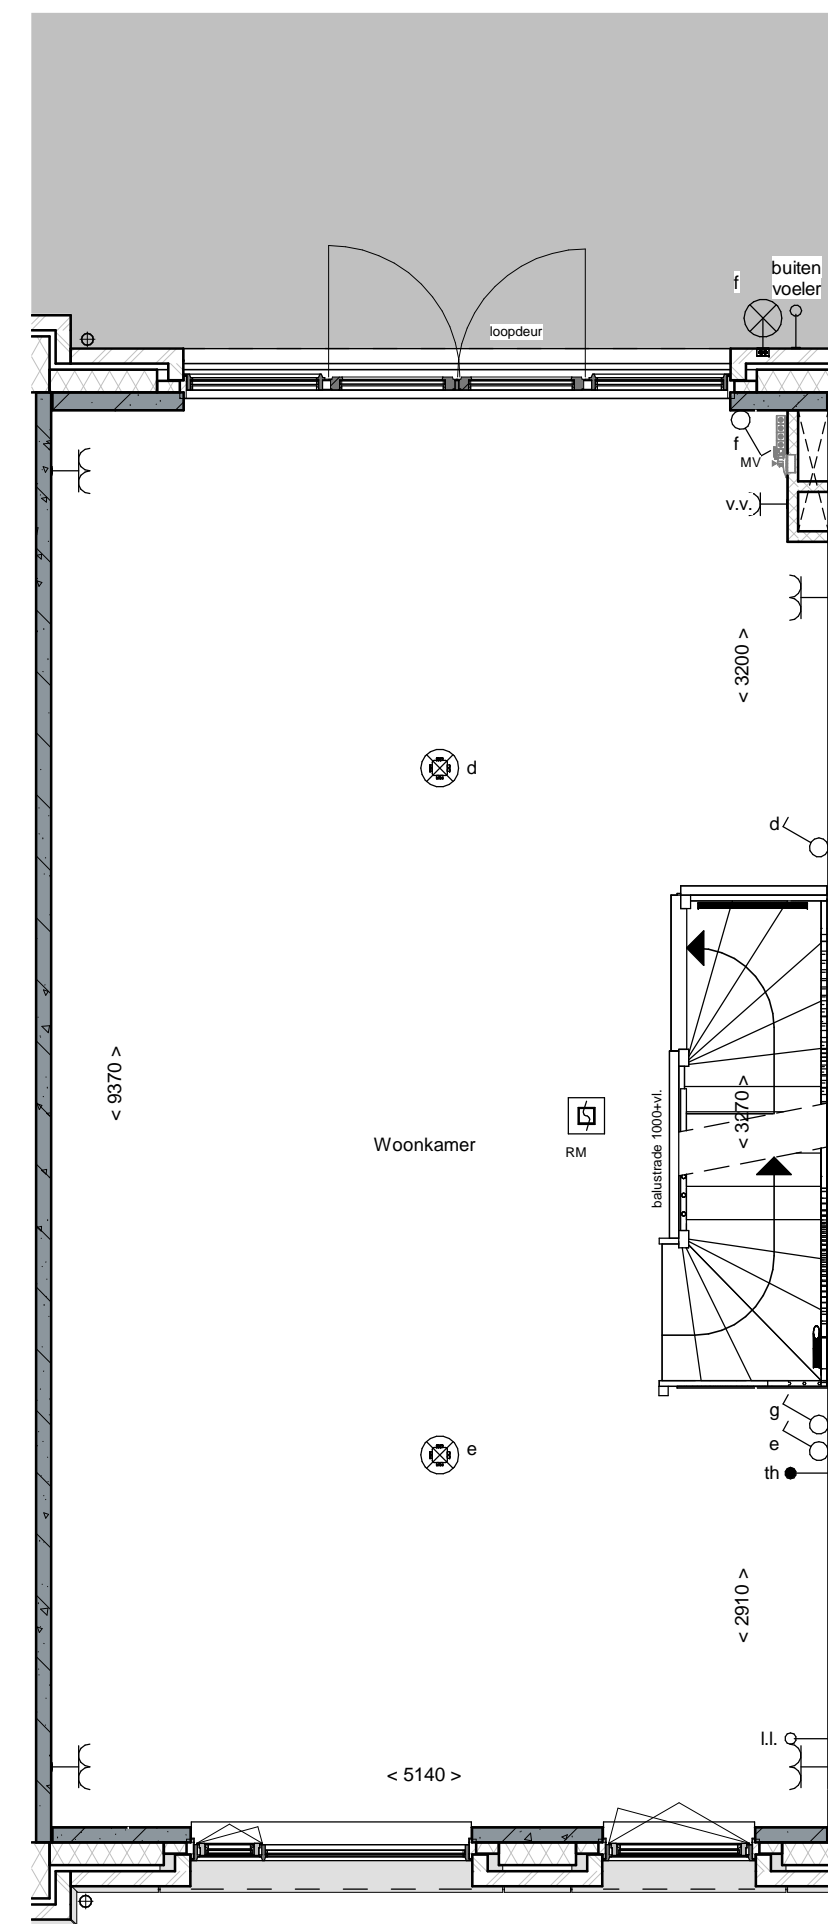 buiten
voeler
f
loopdeur
f
MV
v.v.
< 3200 >
d
d
< 9370 >
< 3270 >
balustrade 1000+vl.
Woonkamer
RM
g
e
e
th
< 2910 >
l.l.
< 5140 >